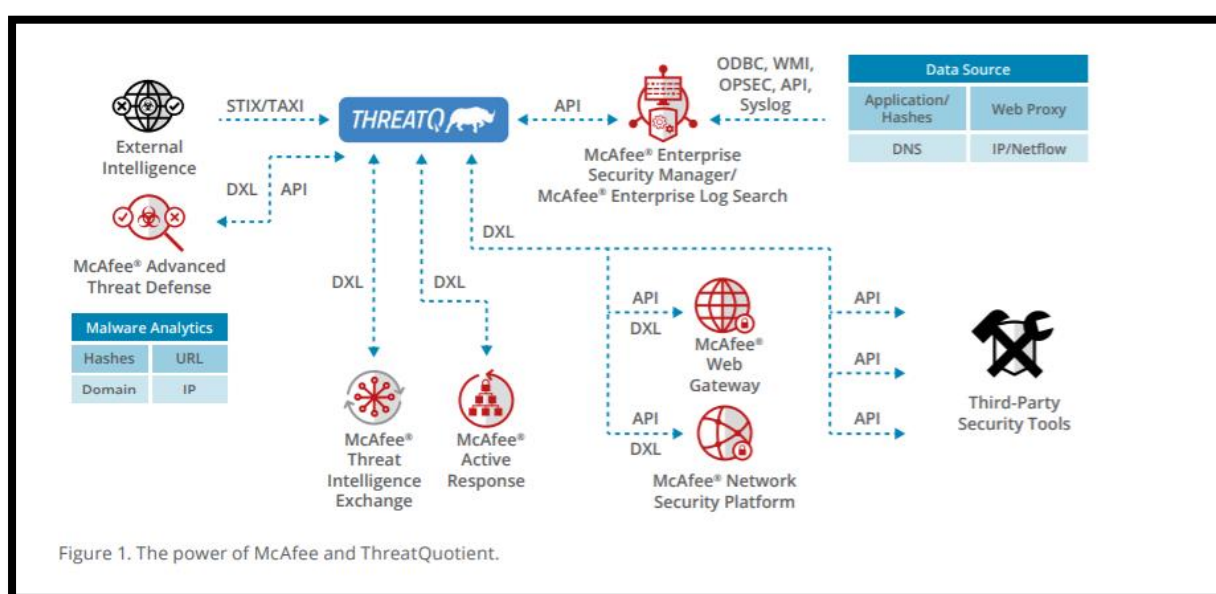 External
Intelligence
STIX/TAXI
THREATQ
API
McAfee® Enterprise
Security Manager/
McAfee® Enterprise Log Search
ODBC, WMI,
OPSEC, API,
Syslog
Data Source
Application/
Hashes
Web Proxy
DNS
IP/Netflow
DXL
API
McAfee® Advanced
Threat Defense
Malware Analytics
Hashes
URL
Domain
IP
DXL
DXL
DXL
McAfee®
Threat
Intelligence
Exchange
McAfee®
Active
Response
API
DXL
McAfee®
Web
Gateway
API
DXL
McAfee® Network
Security Platform
API
API
API
Third-Party
Security Tools
Figure 1. The power of McAfee and ThreatQuotient.